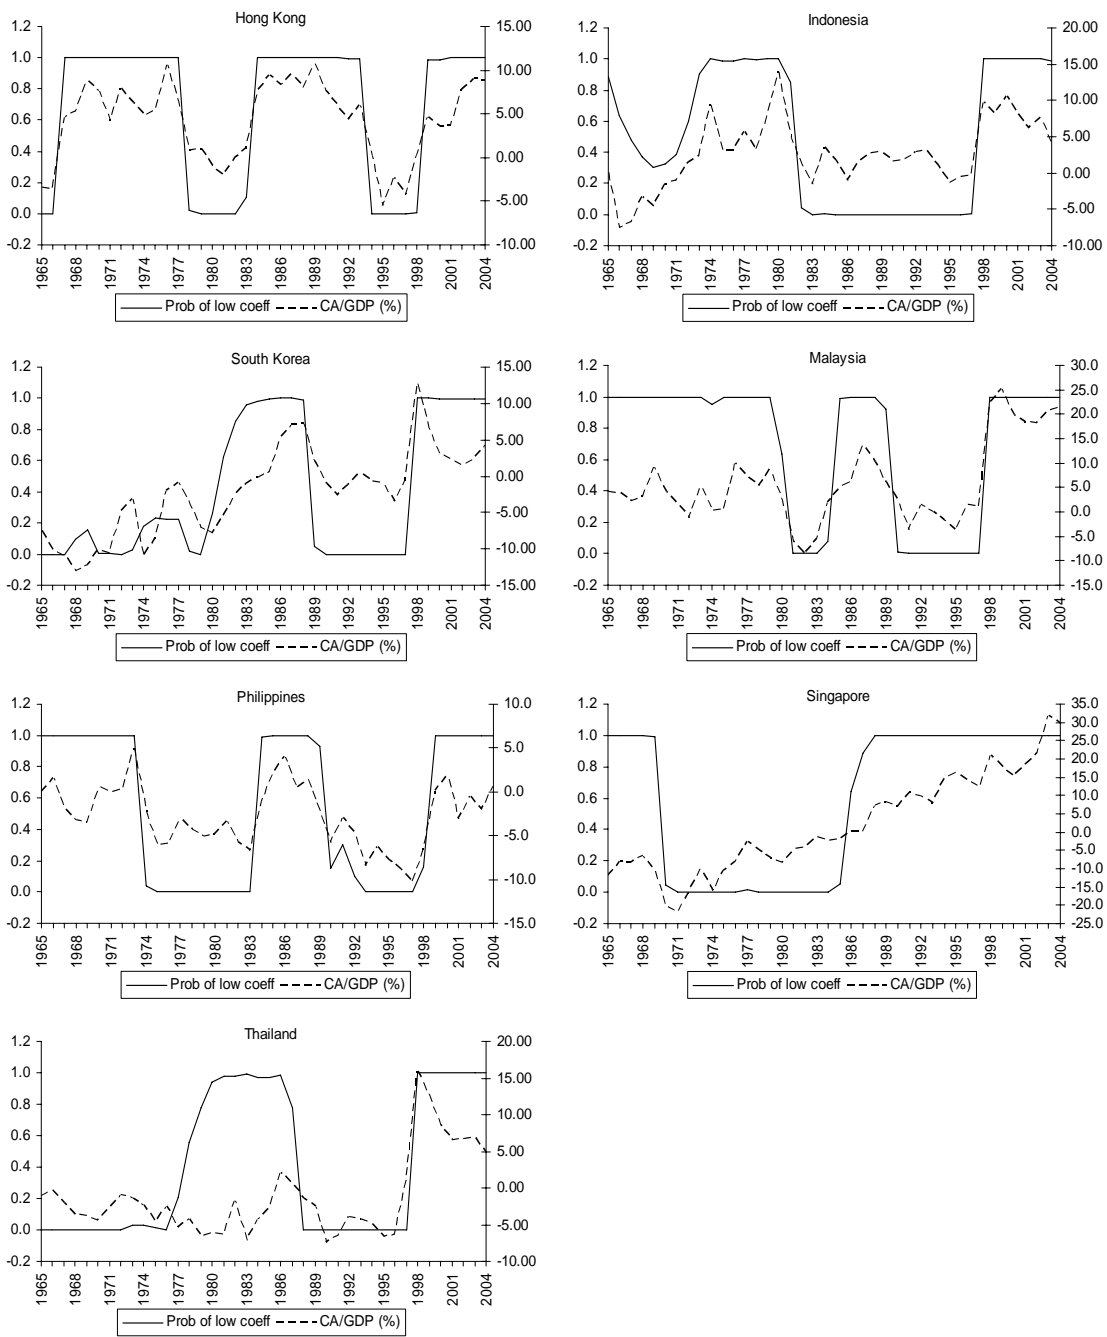 Hong Kong
1.2 1.0 0.8 0.6 0.4 0.2 0.0 -0.2
15.00 10.00 5.00 0.00 -5.00 -10.00
1965 1968 1971 1974 1977 1980 1983 1986 1989 1992 1995 1998 2001 2004
Prob of low coeff CA/GDP (%)
Indonesia
1.2 1.0 0.8 0.6 0.4 0.2 0.0 -0.2
20.00 15.00 10.00 5.00 0.00 -5.00 -10.00
1965 1968 1971 1974 1977 1980 1983 1986 1989 1992 1995 1998 2001 2004
Prob of low coeff CA/GDP (%)
South Korea
1.2 1.0 0.8 0.6 0.4 0.2 0.0 -0.2
15.00 10.00 5.00 0.00 -5.00 -10.00 -15.00
1965 1968 1971 1974 1977 1980 1983 1986 1989 1992 1995 1998 2001 2004
Prob of low coeff CA/GDP (%)
Malaysia
1.2 1.0 0.8 0.6 0.4 0.2 0.0 -0.2
30.0 25.0 20.0 15.0 10.0 5.0 0.0 -5.0 -10.0 -15.0
1965 1968 1971 1974 1977 1980 1983 1986 1989 1992 1995 1998 2001 2004
Prob of low coeff CA/GDP (%)
Philippines
1.2 1.0 0.8 0.6 0.4 0.2 0.0 -0.2
10.0 5.0 0.0 -5.0 -10.0 -15.0
1965 1968 1971 1974 1977 1980 1983 1986 1989 1992 1995 1998 2001 2004
Prob of low coeff CA/GDP (%)
Singapore
1.2 1.0 0.8 0.6 0.4 0.2 0.0 -0.2
35.0 30.0 25.0 20.0 15.0 10.0 5.0 0.0 -5.0 -10.0 -15.0 -20.0 -25.0
1965 1968 1971 1974 1977 1980 1983 1986 1989 1992 1995 1998 2001 2004
Prob of low coeff CA/GDP (%)
Thailand
1.2 1.0 0.8 0.6 0.4 0.2 0.0 -0.2
20.00 15.00 10.00 5.00 0.00 -5.00 -10.00
1965 1968 1971 1974 1977 1980 1983 1986 1989 1992 1995 1998 2001 2004
Prob of low coeff CA/GDP (%)